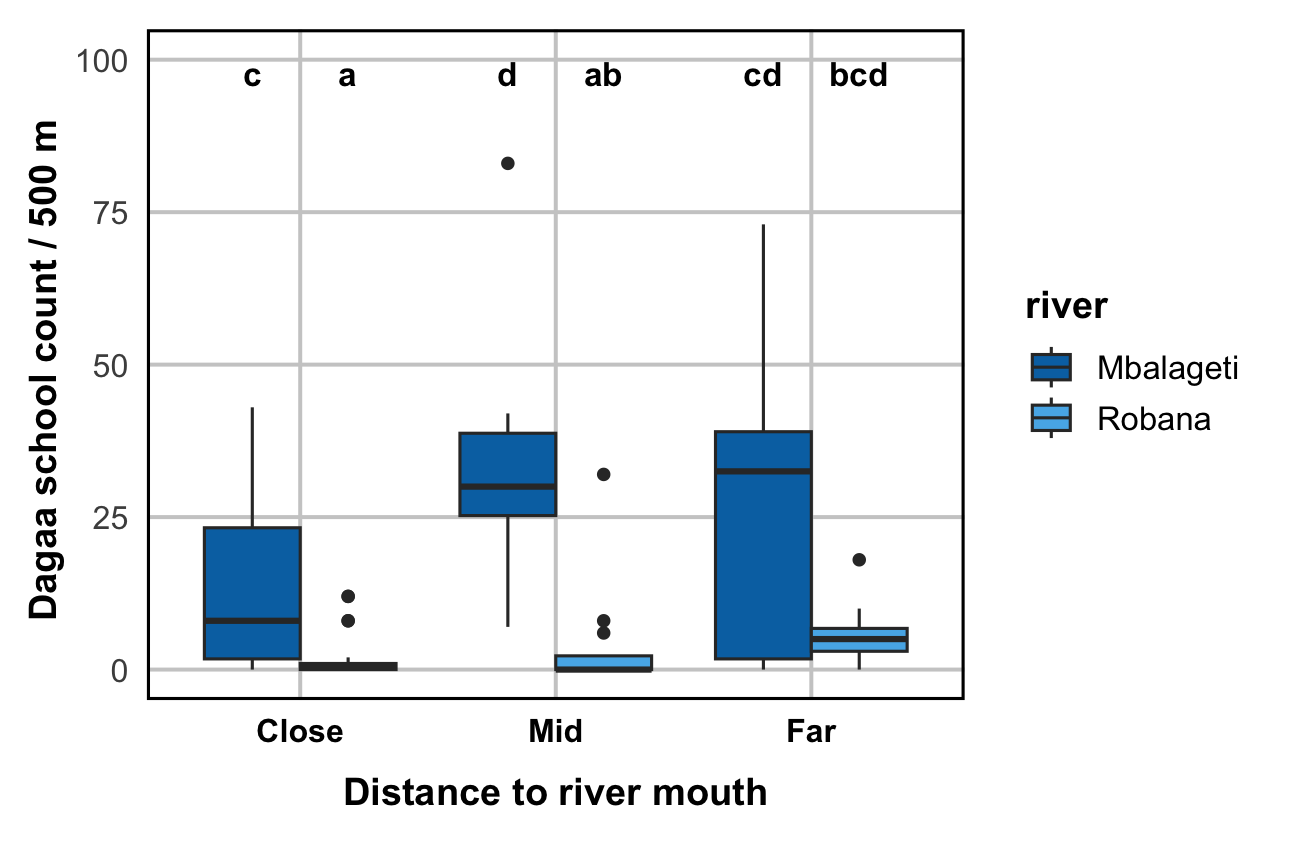 100
c a d ab cd bcd
75
50
25
0
Dagaa school count / 500 m
Close Mid Far
Distance to river mouth
river
Mbalageti
Robana